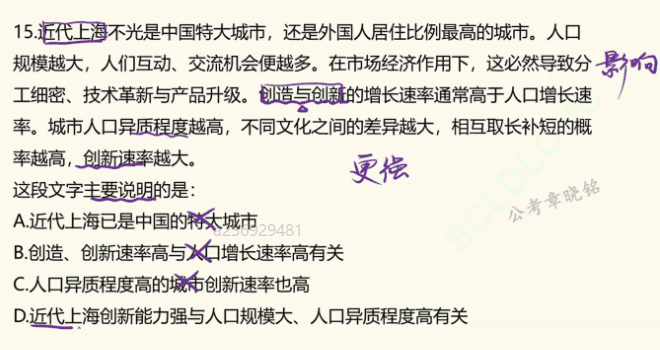 15.近代上海不光是中国特大城市，还是外国人居住比例最高的城市。人口
规模越大，人们互动、交流机会便越多。在市场经济作用下，这必然导致分
工细密、技术革新与产品升级。创造与创新的增长速率通常高于人口增长速
率。城市人口异质程度越高，不同文化之间的差异越大，相互取长补短的概
率越高，创新速率越大。
影响
更偿
这段文字主要说明的是：
A.近代上海已是中国的特大城市
B.创造、创新速率高与人口增长速率高有关
C.人口异质程度高的城市创新速率也高
D.近代上海创新能力强与人口规模大、人口异质程度高有关
公考章晓铭